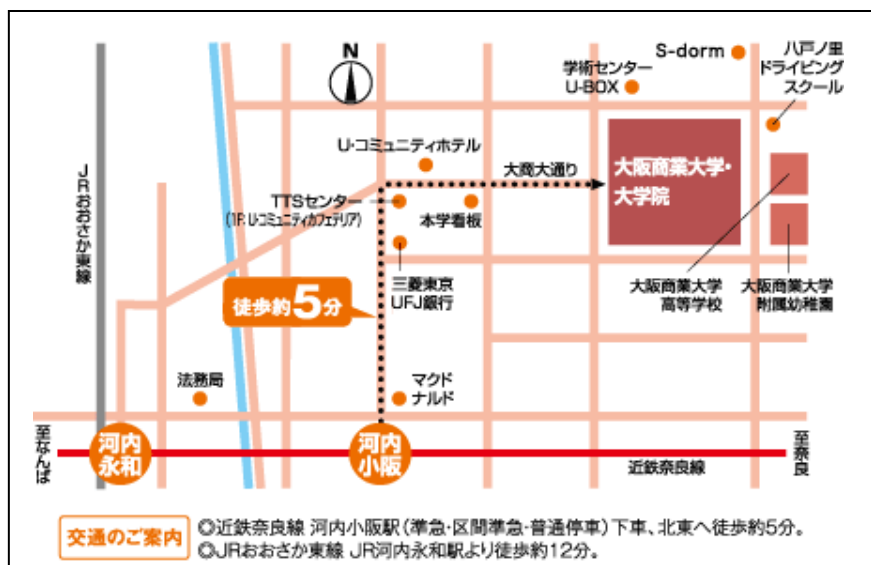 N
S-dorm
八戸ノ里
ドライビング
スクール
学術センター
U-BOX
U・コミュニティホテル
大商大通り
大阪商業大学・
大学院
JRおおさか東線
TTSセンター
(1F. U・コミュニティカフェテリア)
本学看板
三菱東京
UFJ銀行
大阪商業大学
高等学校
大阪商業大学
附属幼稚園
徒歩約5分
法務局
マクド
ナルド
至なんば
河内
永和
河内
小阪
近鉄奈良線
至奈良
交通のご案内
◎近鉄奈良線 河内小阪駅(準急・区間準急・普通停車)下車、北東へ徒歩約5分。
◎JRおおさか東線 JR河内永和駅より徒歩約12分。